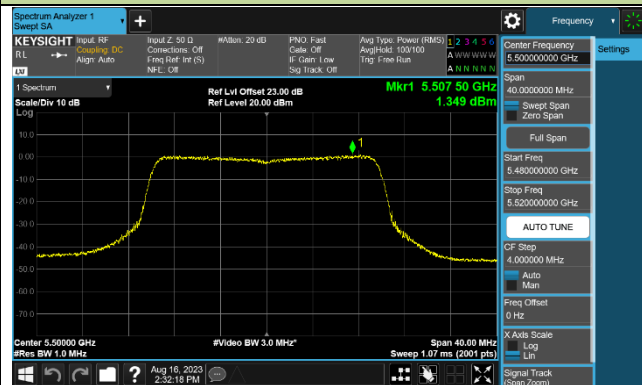 Spectrum Analyzer 1
Swept SA
Frequency
KEYSIGHT
Input: RF
Input Z: 50 Ω
#Atten: 20 dB
PNO: Fast
Avg Type: Power (RMS)
1 2 3 4 5 6
RL
Coupling: DC
Corrections: Off
Gate: Off
Avg|Hold: 100/100
A W W W W W
Align: Auto
Freq Ref: Int (S)
IF Gain: Low
Trig: Free Run
NFE: Off
Sig Track: Off
A N N N N N
LXI
1 Spectrum
Ref Lvl Offset 23.00 dB
Mkr1 5.507 50 GHz
Scale/Div 10 dB
Ref Level 20.00 dBm
1.349 dBm
Log
10.0
0.00
-10.0
-20.0
-30.0
-40.0
-50.0
-60.0
-70.0
1
Center 5.50000 GHz
#Video BW 3.0 MHz*
Span 40.00 MHz
#Res BW 1.0 MHz
Sweep 1.07 ms (2001 pts)
Aug 16, 2023
2:32:18 PM
?
Center Frequency
5.500000000 GHz
Settings
Span
40.0000000 MHz
Swept Span
Zero Span
Full Span
Start Freq
5.480000000 GHz
Stop Freq
5.520000000 GHz
AUTO TUNE
CF Step
4.000000 MHz
Auto
Man
Freq Offset
0 Hz
X Axis Scale
Log
Lin
Signal Track
(Span Zoom)